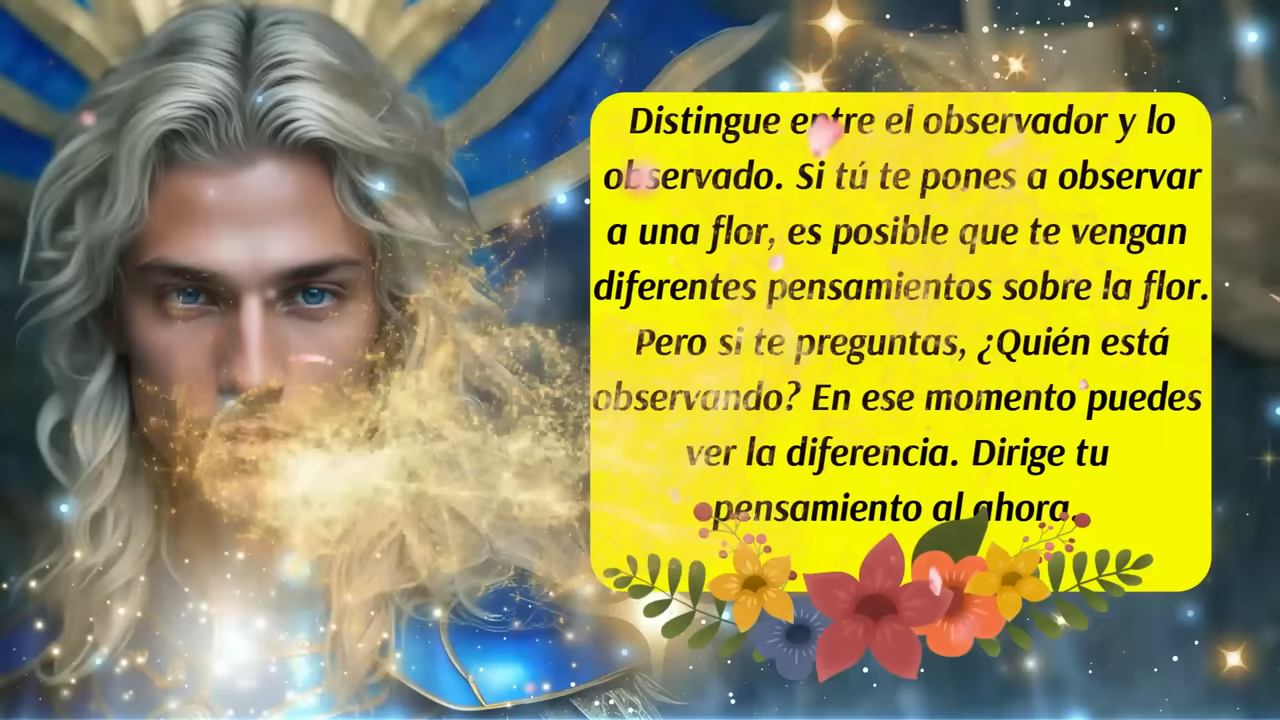 Distingue entre el observador y lo
observado. Si tú te pones a observar
a una flor, es posible que te vengan
diferentes pensamientos sobre la flor.
Pero si te preguntas, ¿Quién está
observando? En ese momento puedes
ver la diferencia. Dirige tu
pensamiento al ahora.